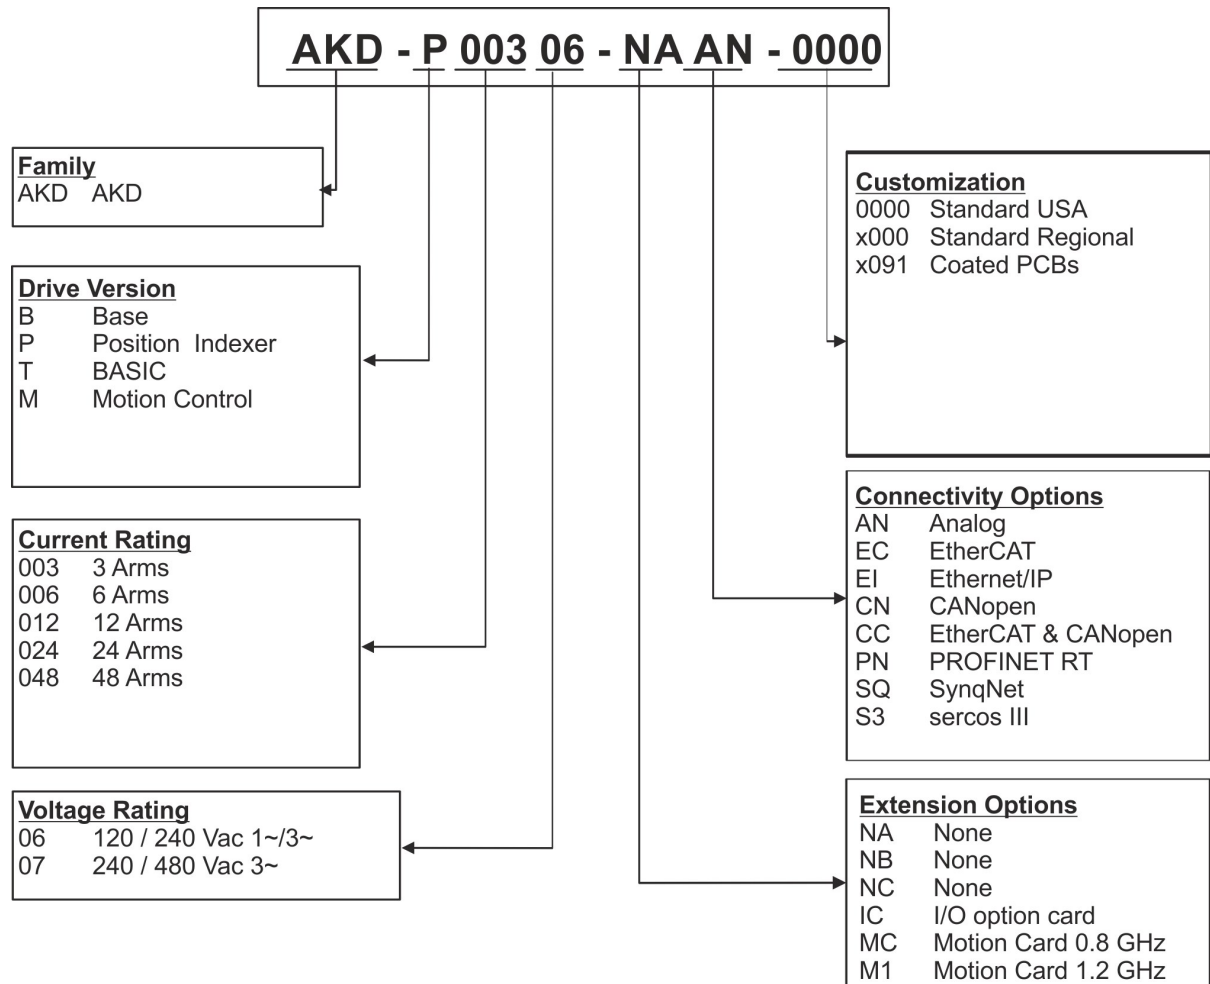 AKD - P 003 06 - NA AN - 0000
Family
AKD AKD
Drive Version
B Base
P Position Indexer
T BASIC
M Motion Control
Current Rating
003 3 Arms
006 6 Arms
012 12 Arms
024 24 Arms
048 48 Arms
Voltage Rating
06 120 / 240 Vac 1~/3~
07 240 / 480 Vac 3~
Customization
0000 Standard USA
x000 Standard Regional
x091 Coated PCBs
Connectivity Options
AN Analog
EC EtherCAT
EI Ethernet/IP
CN CANopen
CC EtherCAT & CANopen
PN PROFINET RT
SQ SynqNet
S3 sercos III
Extension Options
NA None
NB None
NC None
IC I/O option card
MC Motion Card 0.8 GHz
M1 Motion Card 1.2 GHz